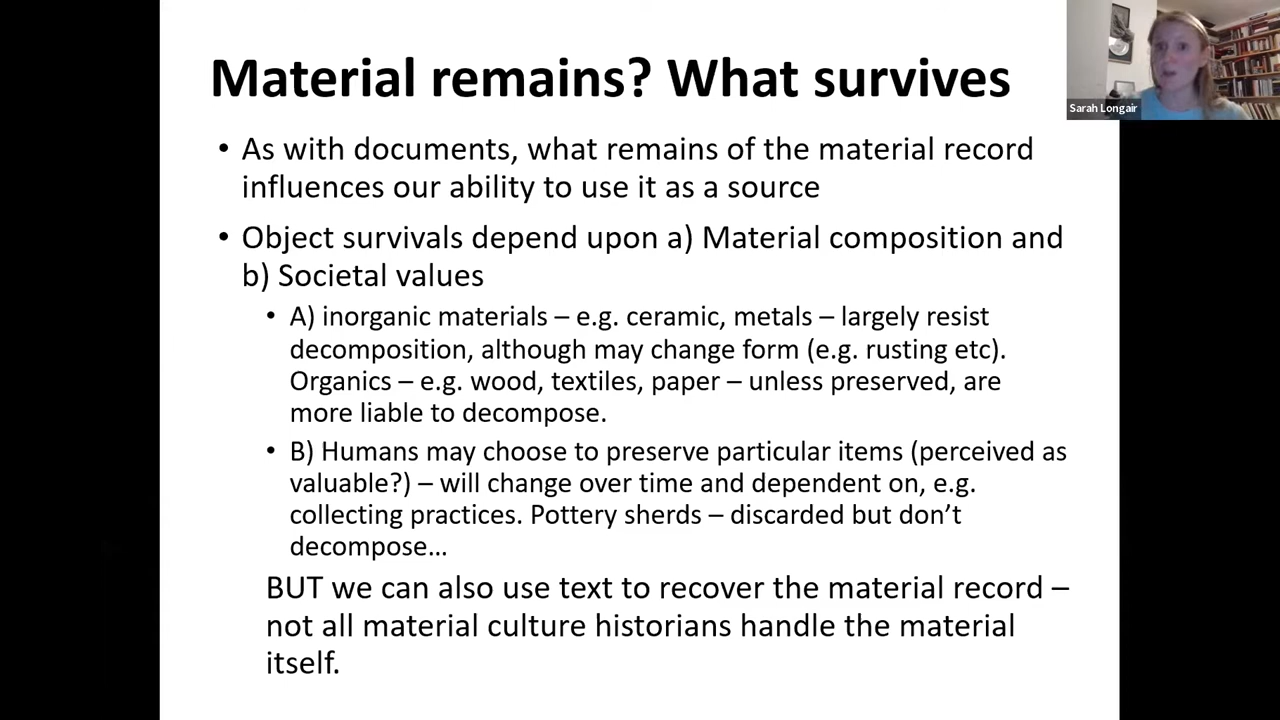 Material remains? What survives
Sarah Longair
• As with documents, what remains of the material record
influences our ability to use it as a source
• Object survivals depend upon a) Material composition and
b) Societal values
• A) inorganic materials – e.g. ceramic, metals – largely resist
decomposition, although may change form (e.g. rusting etc).
Organics – e.g. wood, textiles, paper – unless preserved, are
more liable to decompose.
• B) Humans may choose to preserve particular items (perceived as
valuable?) – will change over time and dependent on, e.g.
collecting practices. Pottery sherds – discarded but don’t
decompose…
BUT we can also use text to recover the material record –
not all material culture historians handle the material
itself.